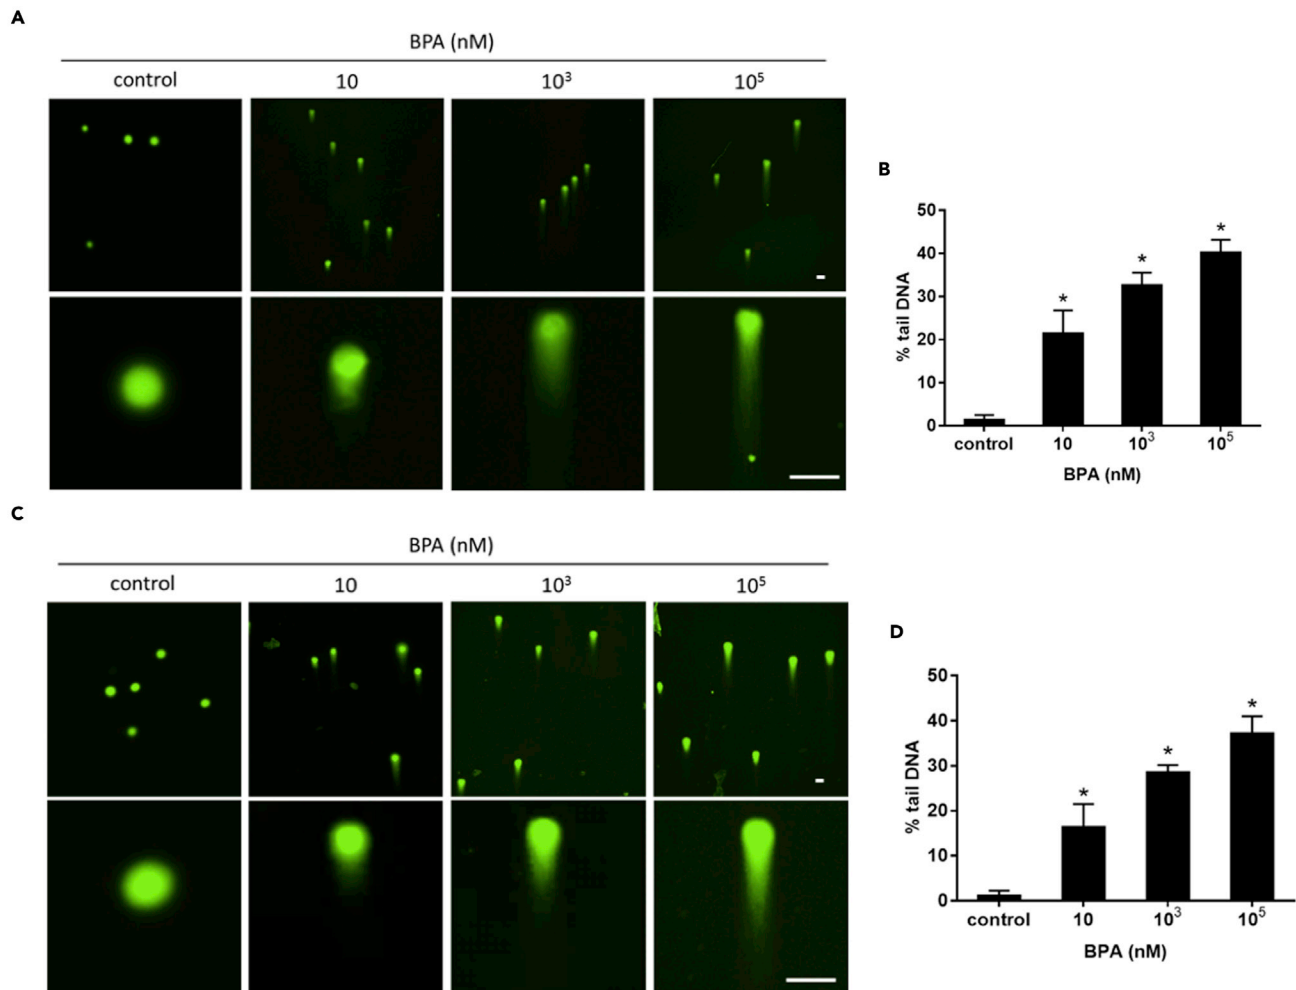 A
BPA (nM)
control 10 10³ 10⁵
B
50
40
30
20
10
0
% tail DNA
* * *
control 10 10³ 10⁵
BPA (nM)
C
BPA (nM)
control 10 10³ 10⁵
D
50
40
30
20
10
0
% tail DNA
* * *
control 10 10³ 10⁵
BPA (nM)